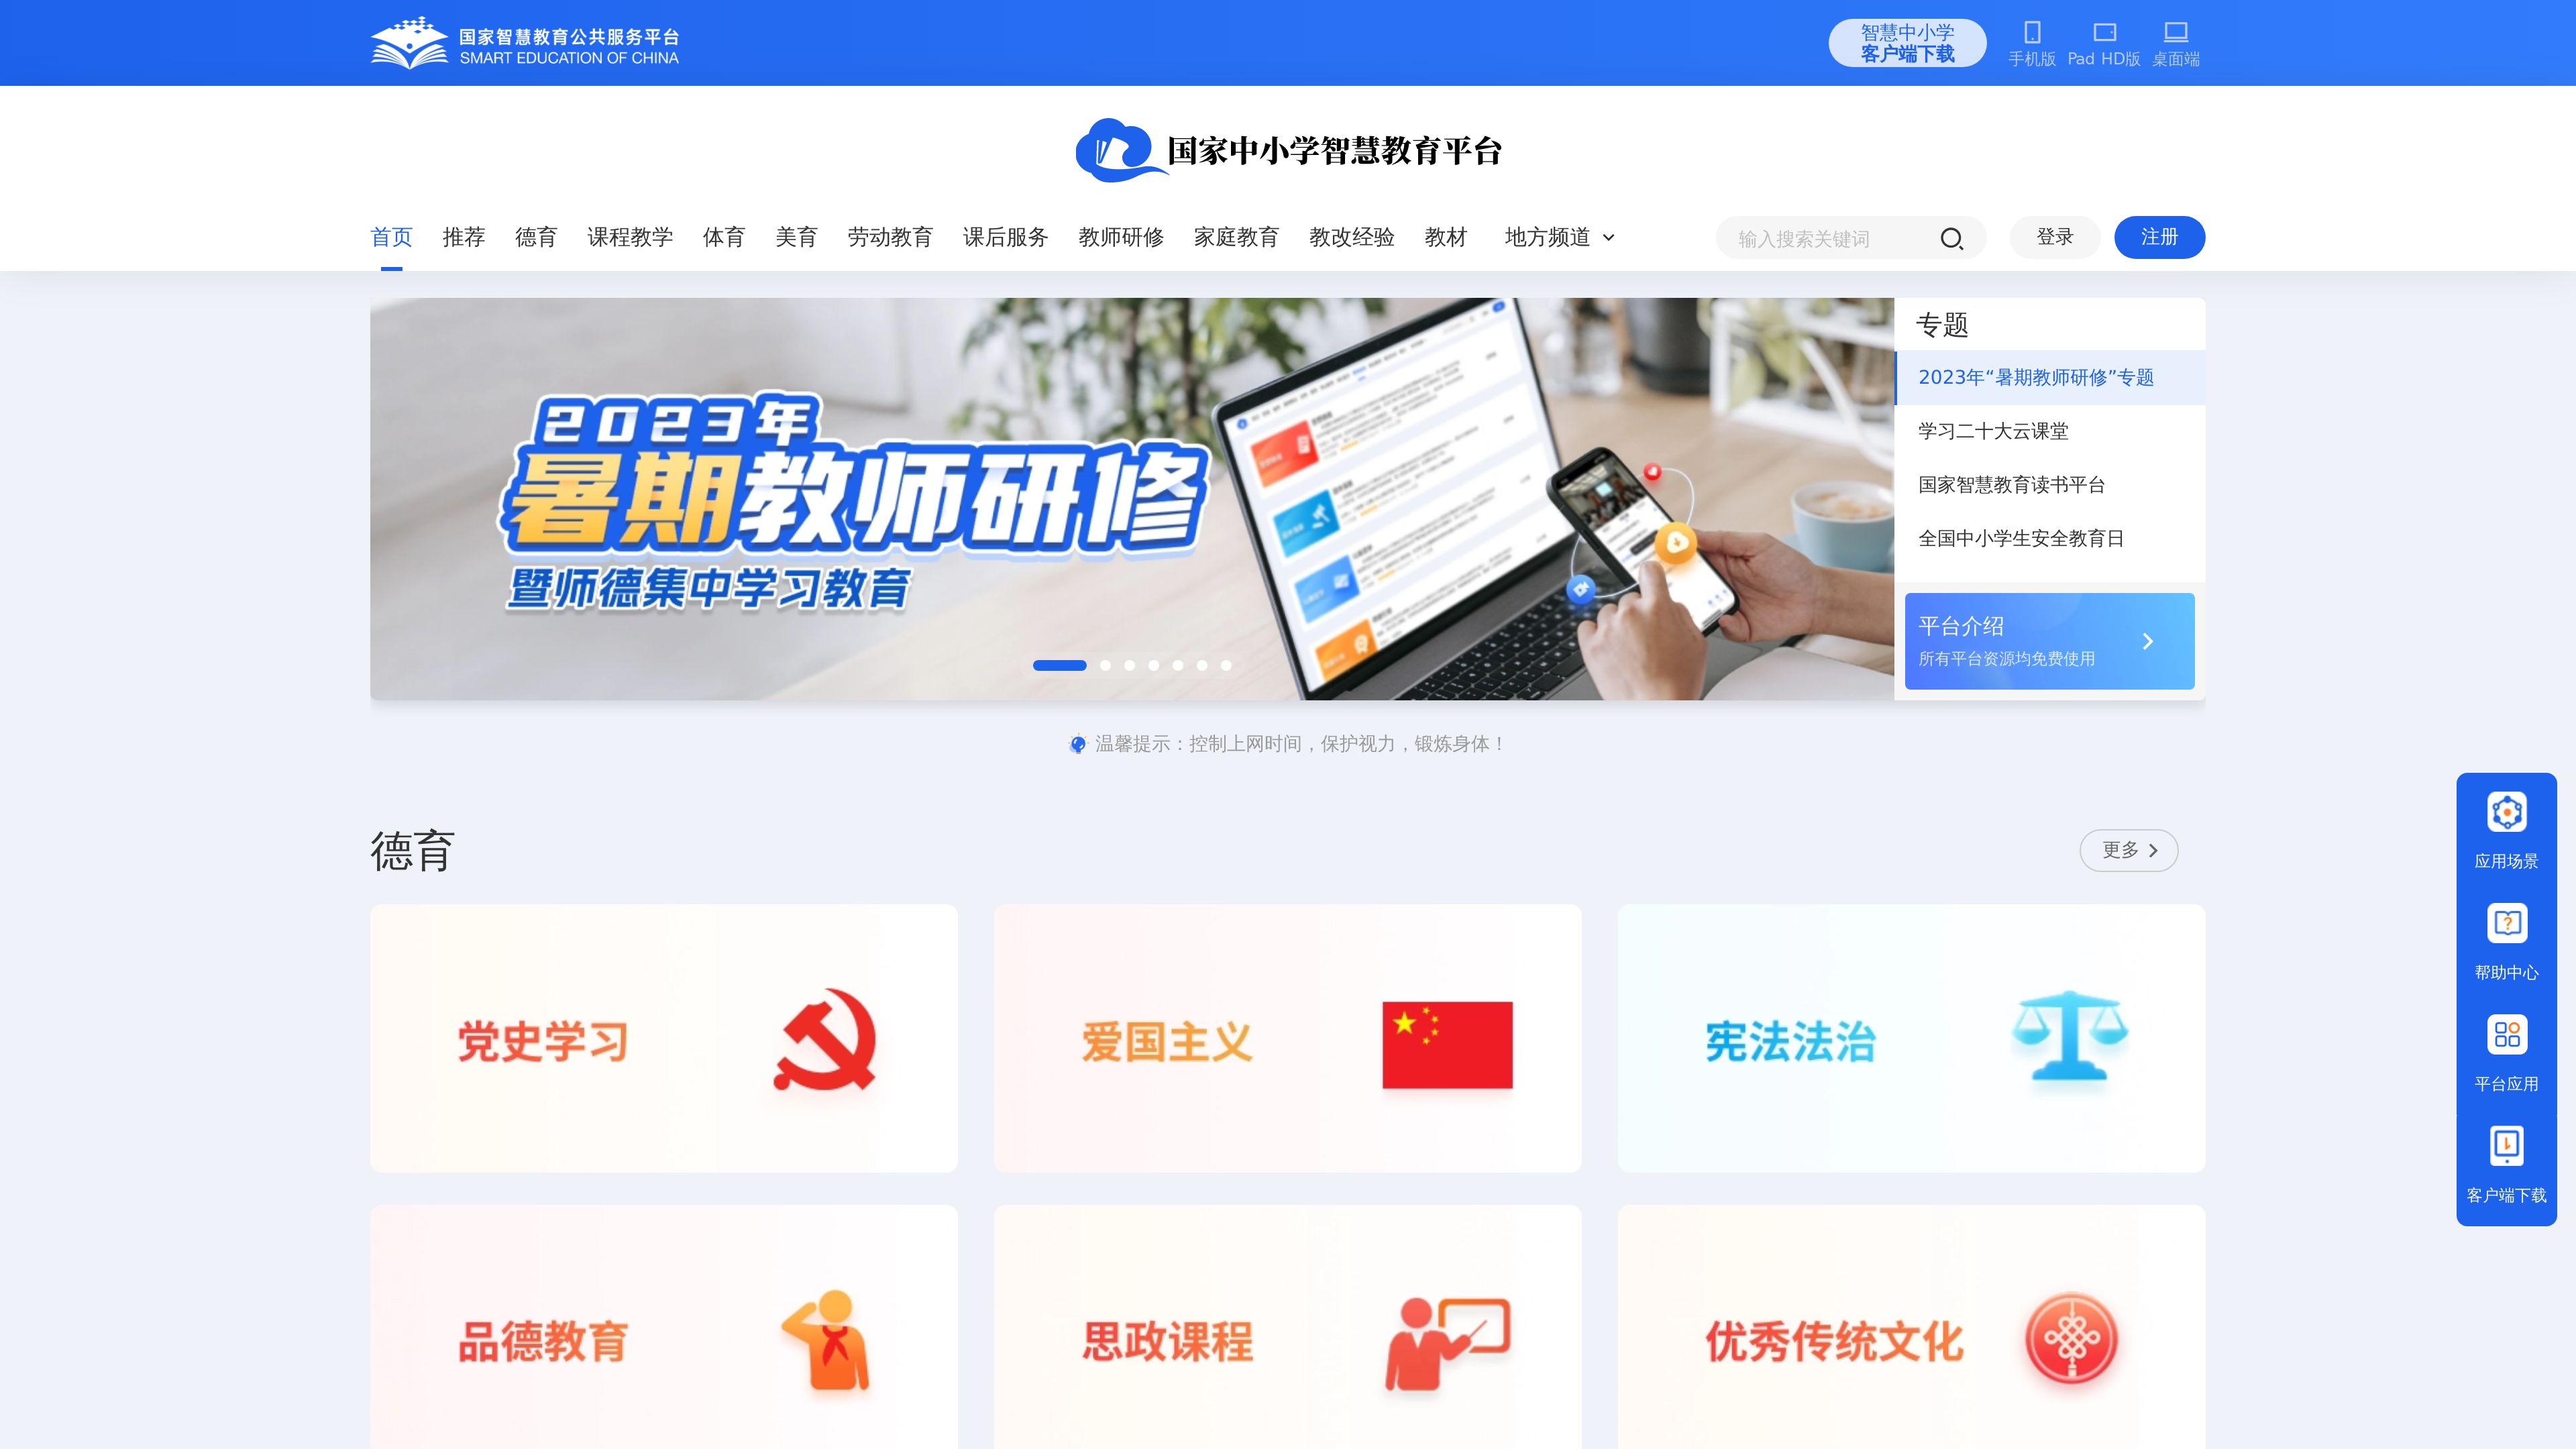 国家智慧教育公共服务平台
SMART EDUCATION OF CHINA
智慧中小学
客户端下载
手机版
Pad HD版
桌面端
国家中小学智慧教育平台
首页
推荐
德育
课程教学
体育
美育
劳动教育
课后服务
教师研修
家庭教育
教改经验
教材
地方频道
输入搜索关键词
登录
注册
2023年
暑期教师研修
暨师德集中学习教育
专题
2023年“暑期教师研修”专题
学习二十大云课堂
国家智慧教育读书平台
全国中小学生安全教育日
平台介绍
所有平台资源均免费使用
温馨提示：控制上网时间，保护视力，锻炼身体！
德育
更多
党史学习
爱国主义
宪法法治
品德教育
思政课程
优秀传统文化
应用场景
帮助中心
平台应用
客户端下载